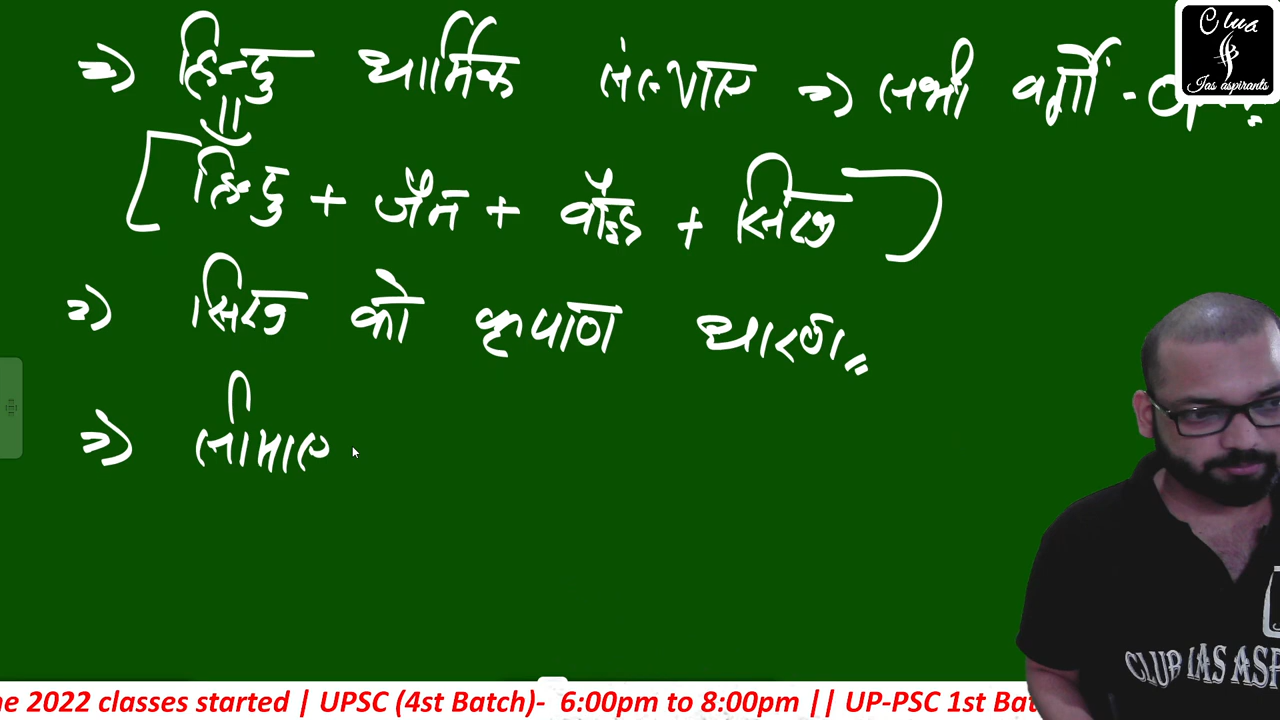 => हिन्दु धार्मिक संस्थाए => सभी वर्गों -
[ हिन्दु + जैन + बौद्ध + सिख ]
=> सिख को कृपाण धारण॥
=> सीमाए
Club
Ias aspirants
CLUB IAS ASP
ne 2022 classes started | UPSC (4st Batch)- 6:00pm to 8:00pm || UP-PSC 1st Bat